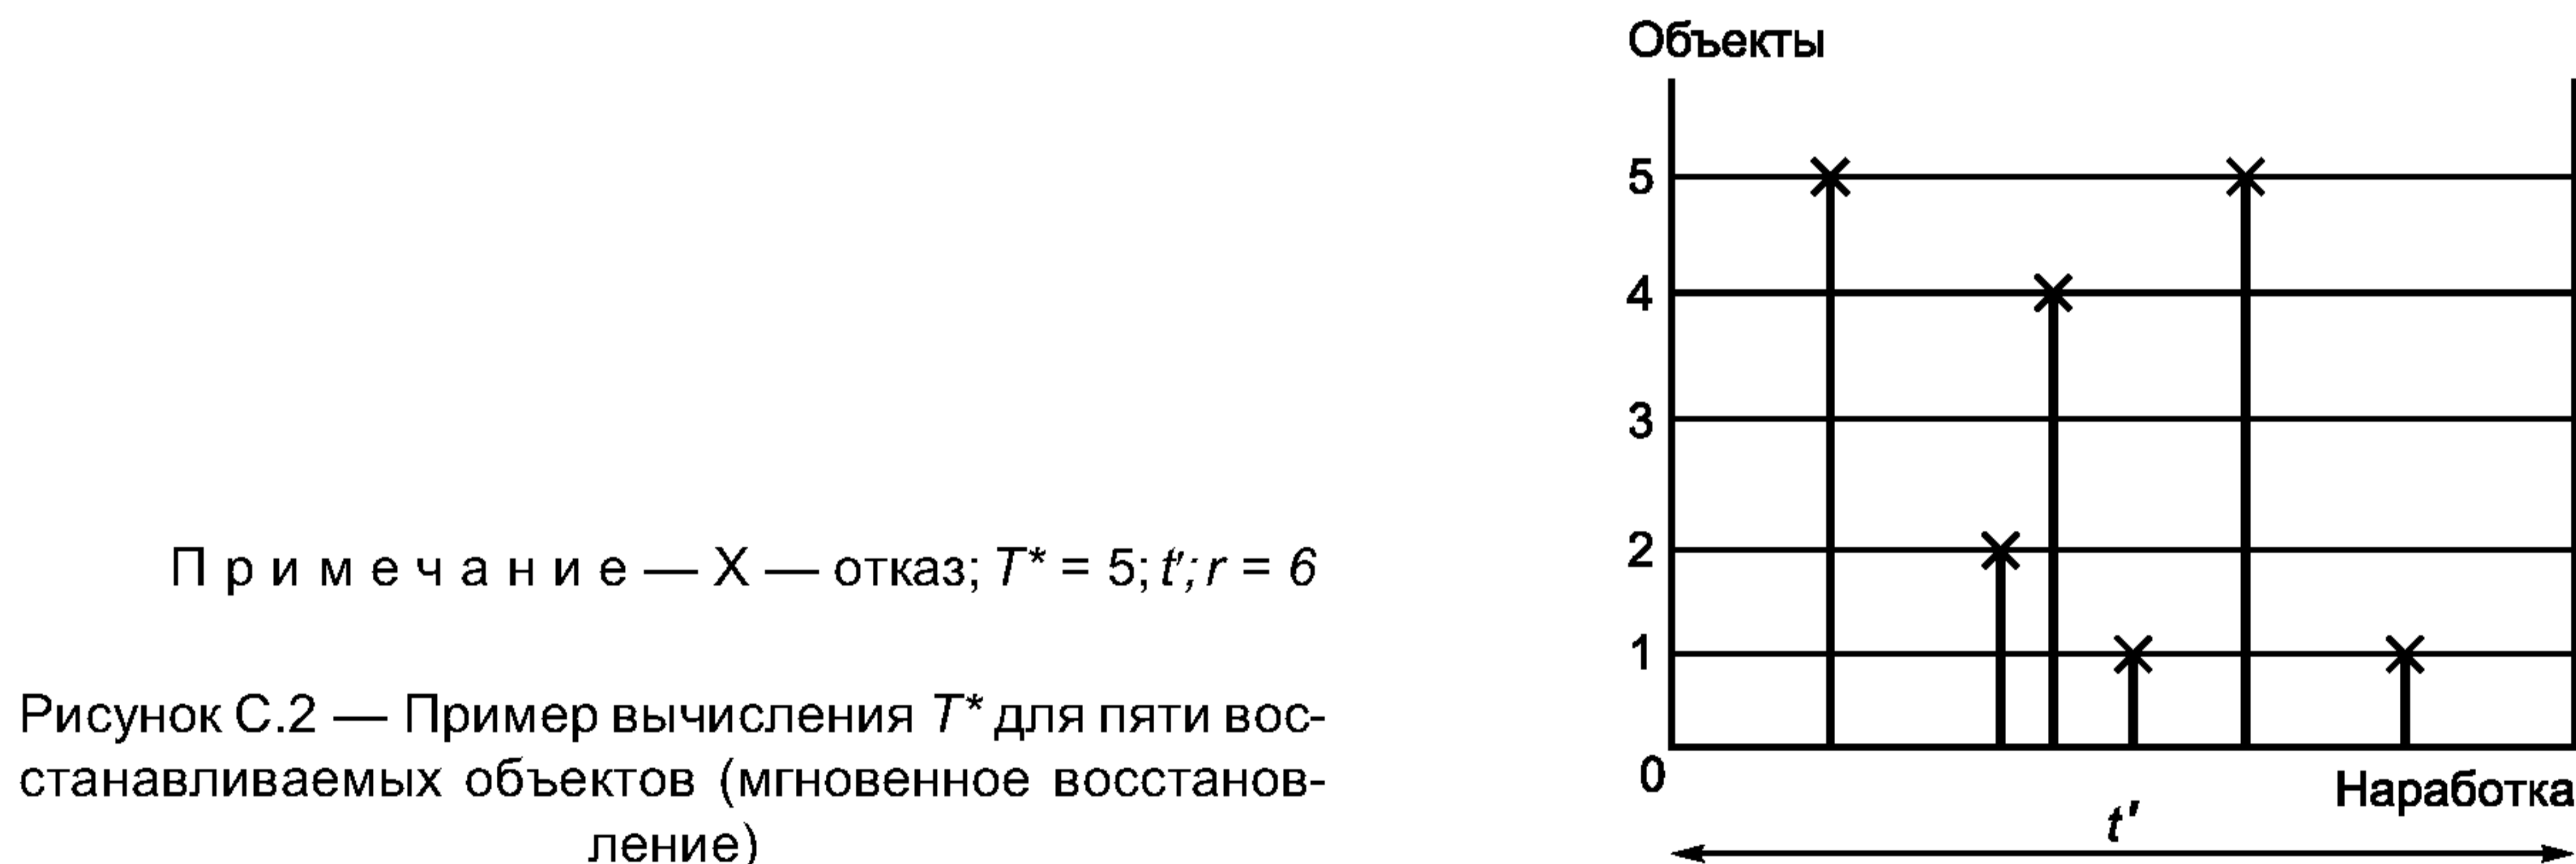 П р и м е ч а н и е — X — отказ; T* = 5; t′; r = 6
Рисунок С.2 — Пример вычисления T* для пяти вос-
станавливаемых объектов (мгновенное восстанов-
ление)
Объекты
5
4
3
2
1
0
Наработка
t′